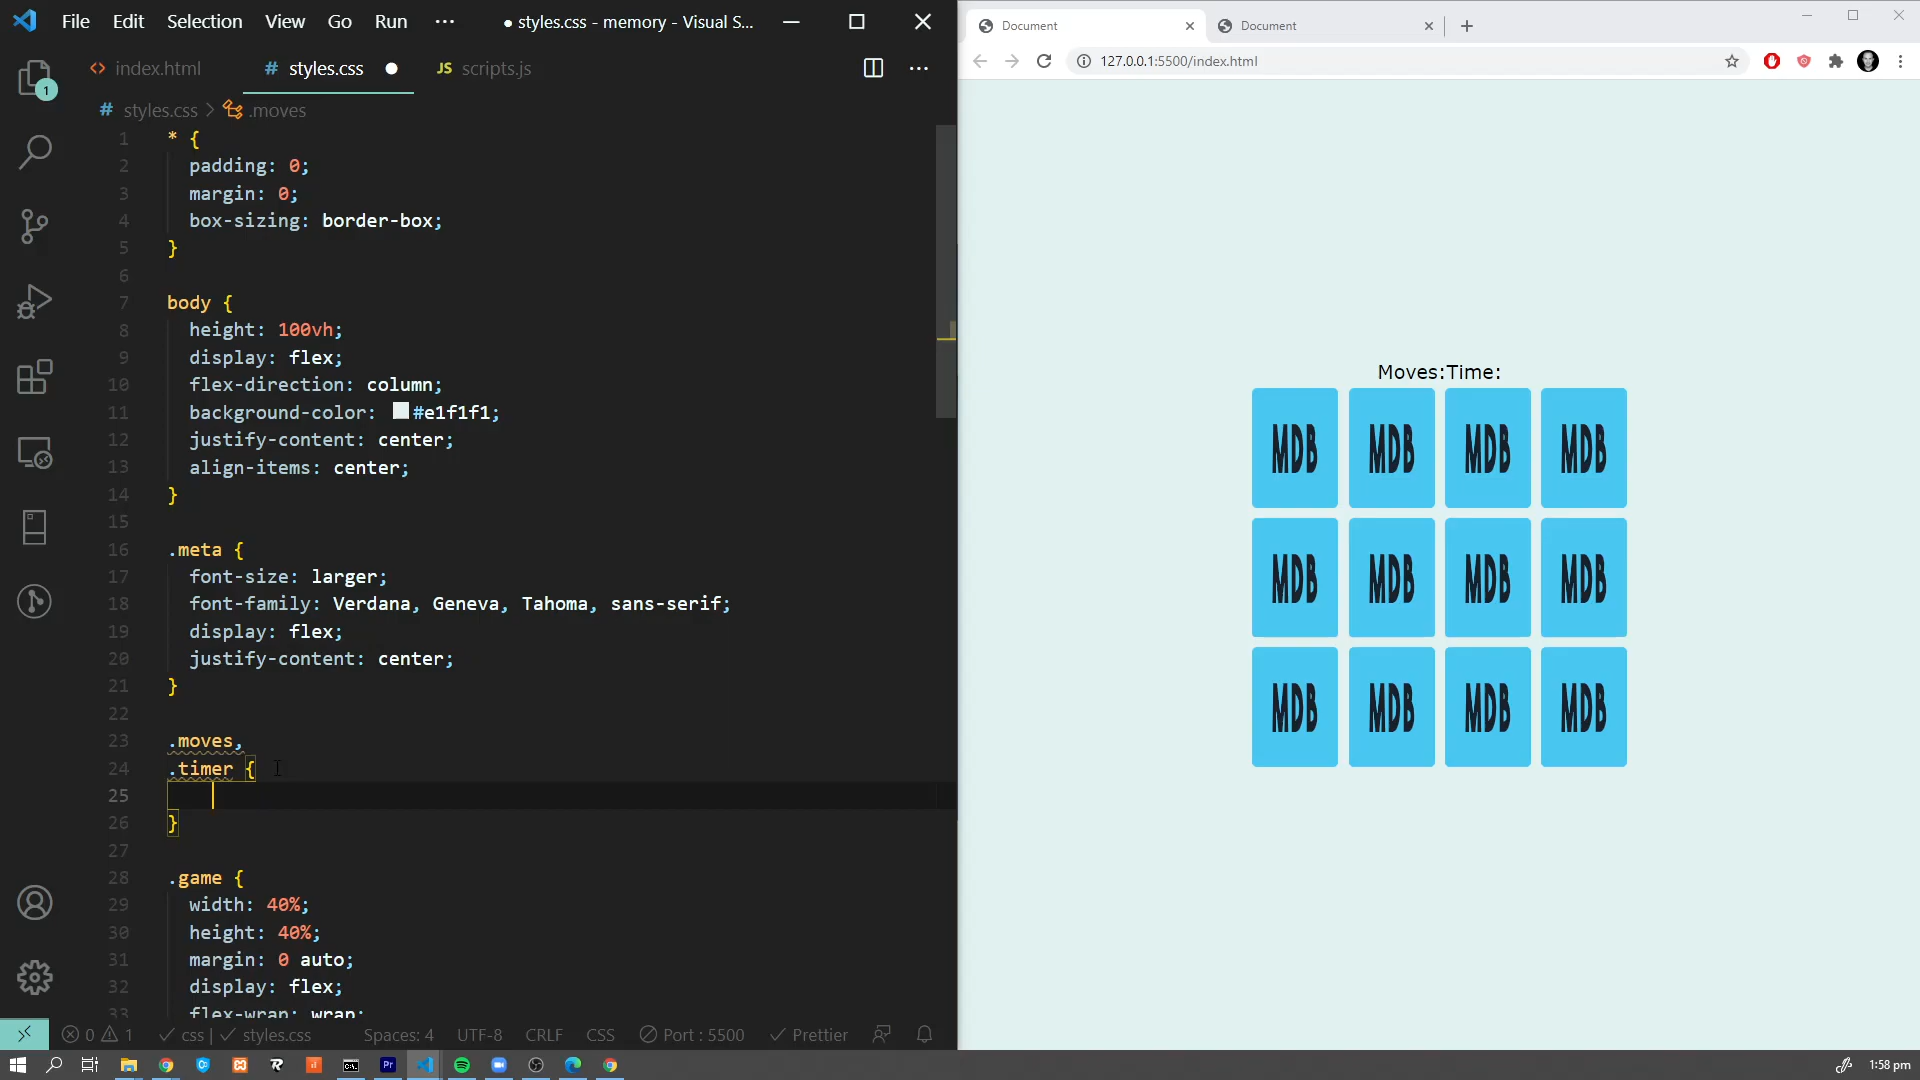 File Edit Selection View Go Run ··· ● styles.css - memory - Visual S...
index.html # styles.css ● JS scripts.js
# styles.css > .moves
1 * {
2 padding: 0;
3 margin: 0;
4 box-sizing: border-box;
5 }
6
7 body {
8 height: 100vh;
9 display: flex;
10 flex-direction: column;
11 background-color: #e1f1f1;
12 justify-content: center;
13 align-items: center;
14 }
15
16 .meta {
17 font-size: larger;
18 font-family: Verdana, Geneva, Tahoma, sans-serif;
19 display: flex;
20 justify-content: center;
21 }
22
23 .moves,
24 .timer {
25
26 }
27
28 .game {
29 width: 40%;
30 height: 40%;
31 margin: 0 auto;
32 display: flex;
33 flex-wrap: wrap;
1
0 1 css | styles.css Spaces: 4 UTF-8 CRLF CSS Port : 5500 Prettier
Document Document
127.0.0.1:5500/index.html
Moves:Time:
MDB MDB MDB MDB
MDB MDB MDB MDB
MDB MDB MDB MDB
Pr
1:58 pm